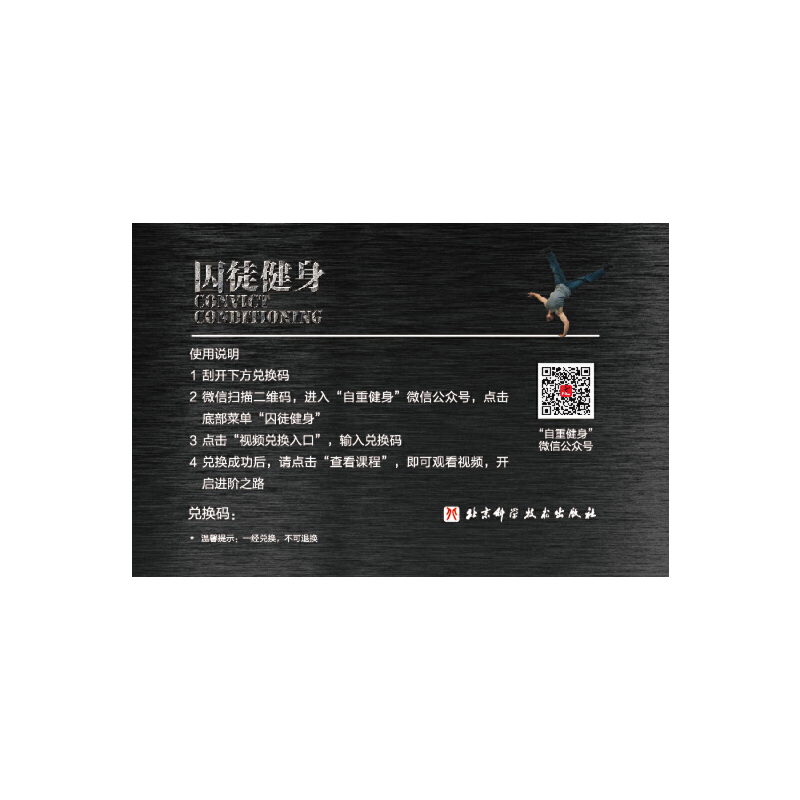 囚徒健身
CONVICT
CONDITIONING
使用说明
1 刮开下方兑换码
2 微信扫描二维码，进入“自重健身”微信公众号，点击
底部菜单“囚徒健身”
3 点击“视频兑换入口”，输入兑换码
4 兑换成功后，请点击“查看课程”，即可观看视频，开
启进阶之路
“自重健身”
微信公众号
兑换码：
北京科学技术出版社
* 温馨提示：一经兑换，不可退换